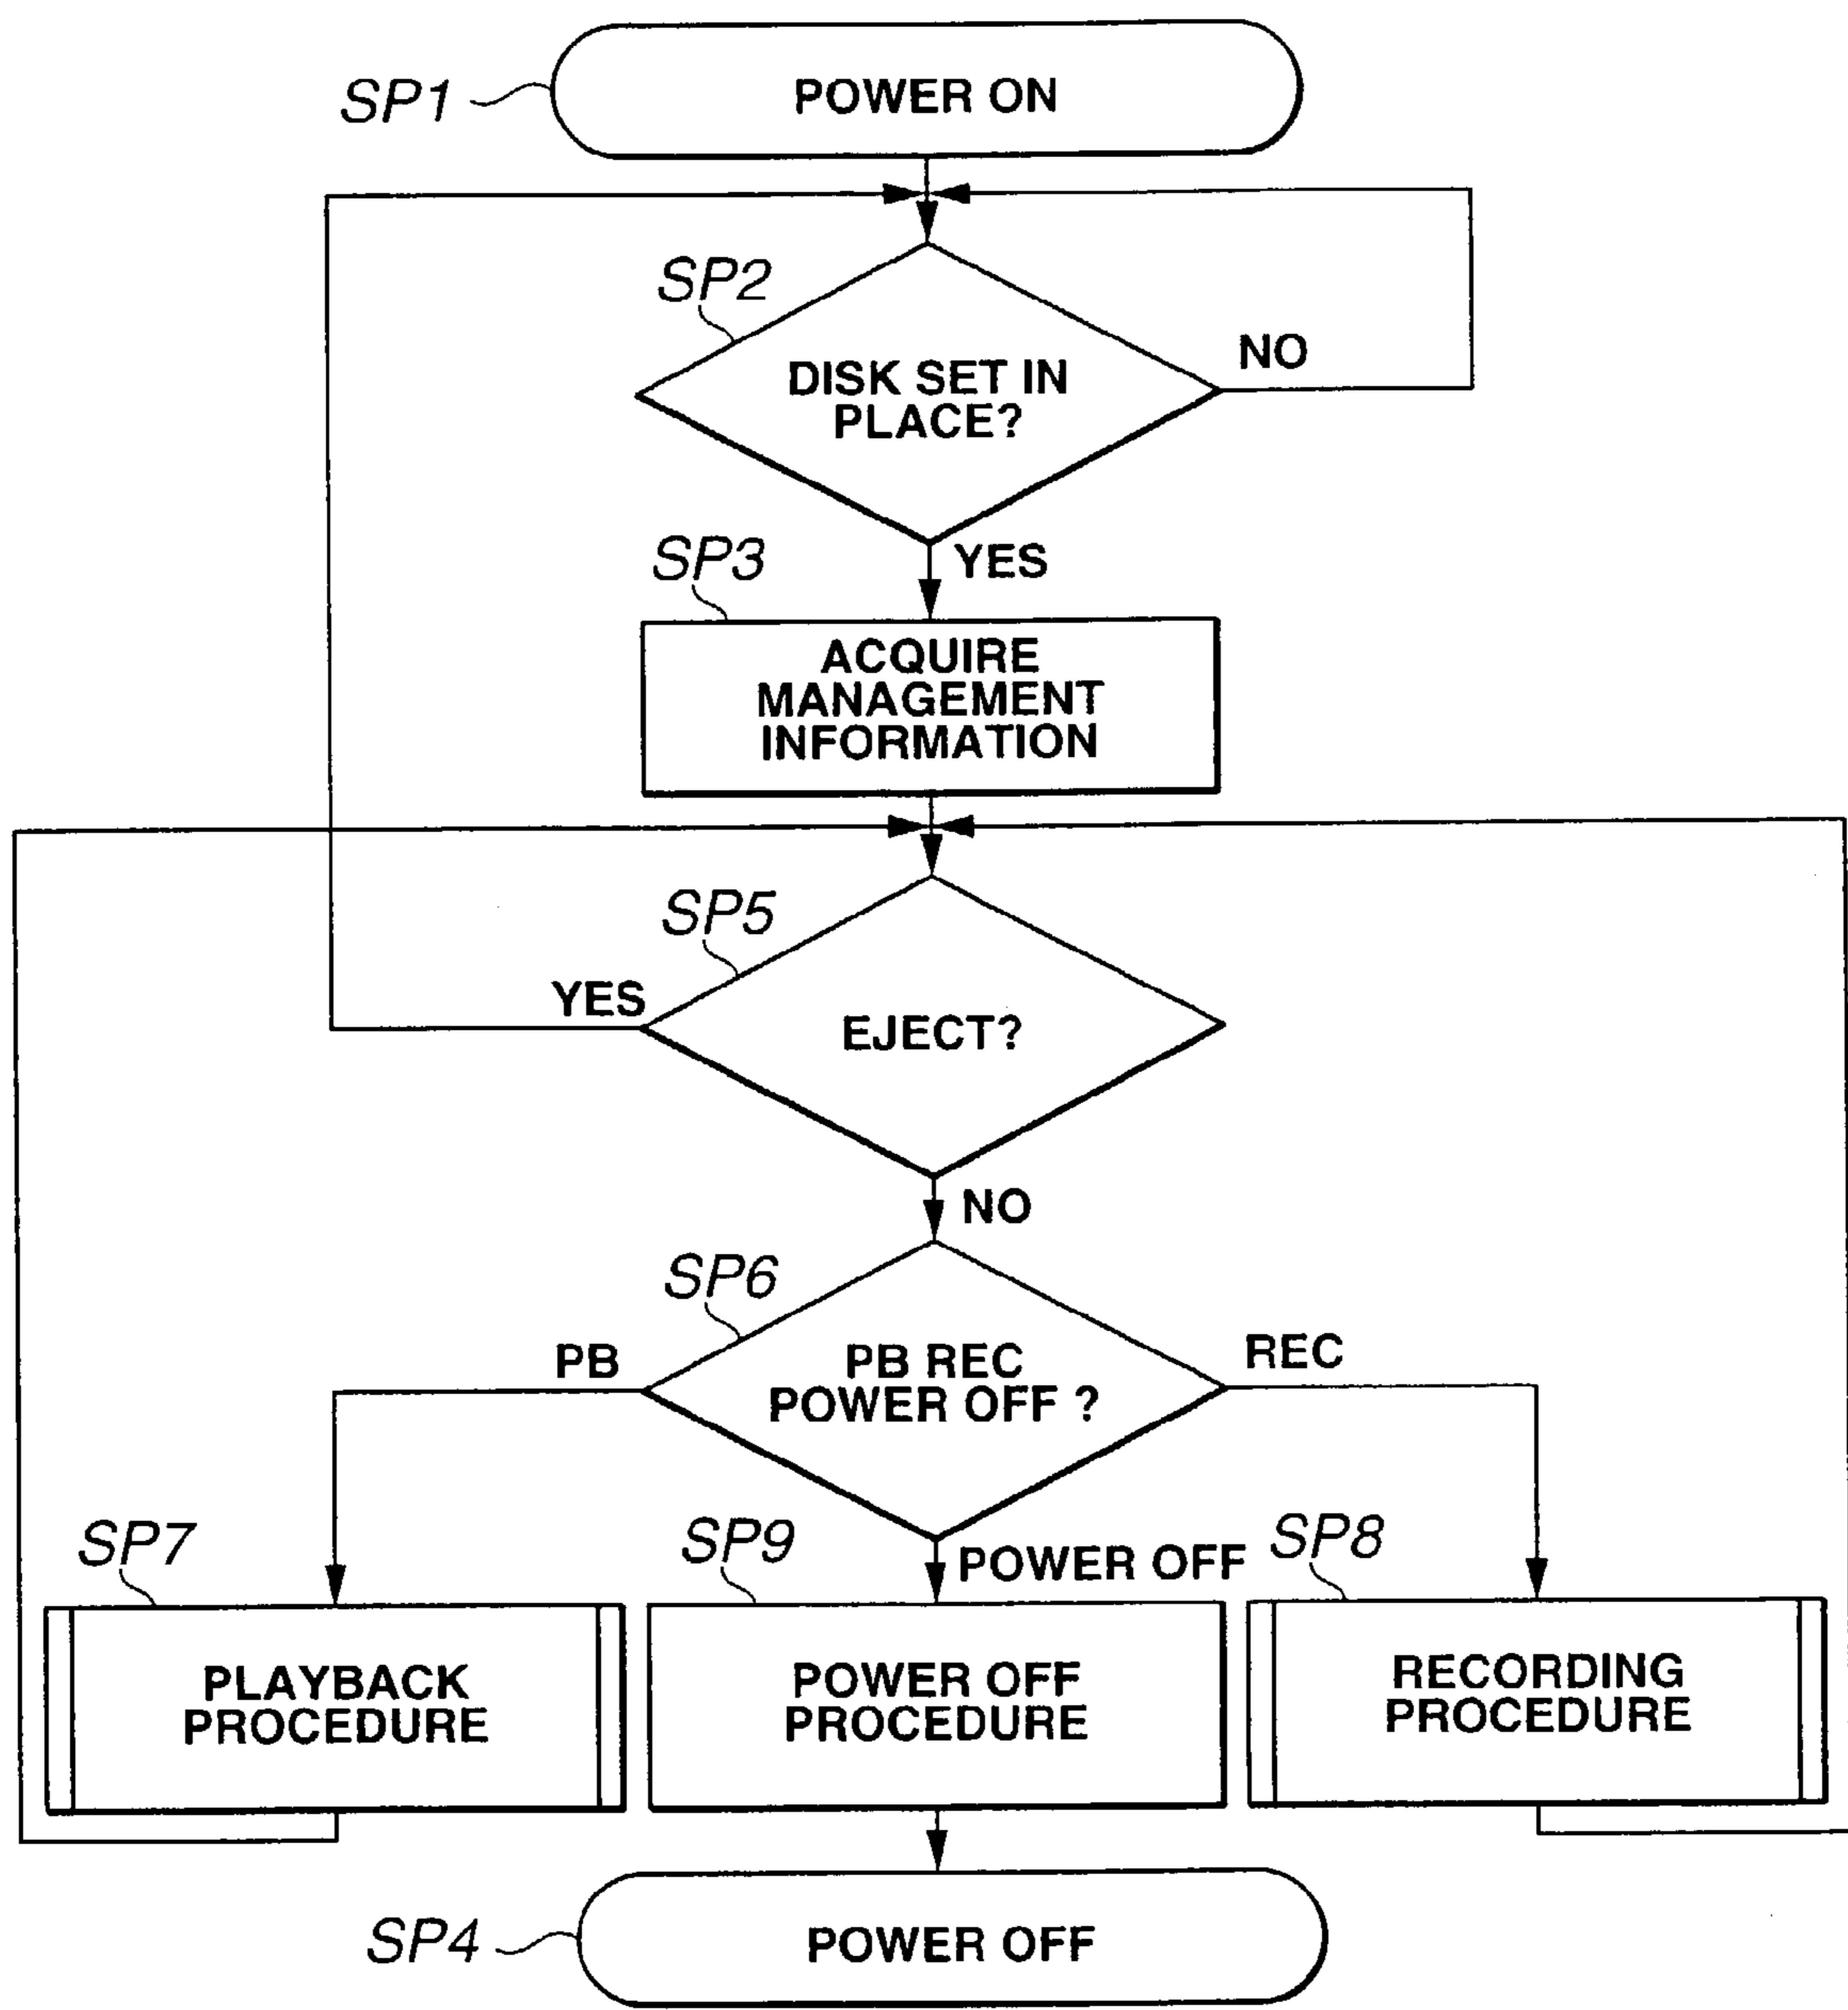 SP1
POWER ON
SP2
DISK SET IN
PLACE?
NO
YES
SP3
ACQUIRE
MANAGEMENT
INFORMATION
SP5
YES
EJECT?
NO
SP6
PB
PB REC
POWER OFF ?
REC
POWER OFF
SP7
PLAYBACK
PROCEDURE
SP9
POWER OFF
PROCEDURE
SP8
RECORDING
PROCEDURE
SP4
POWER OFF